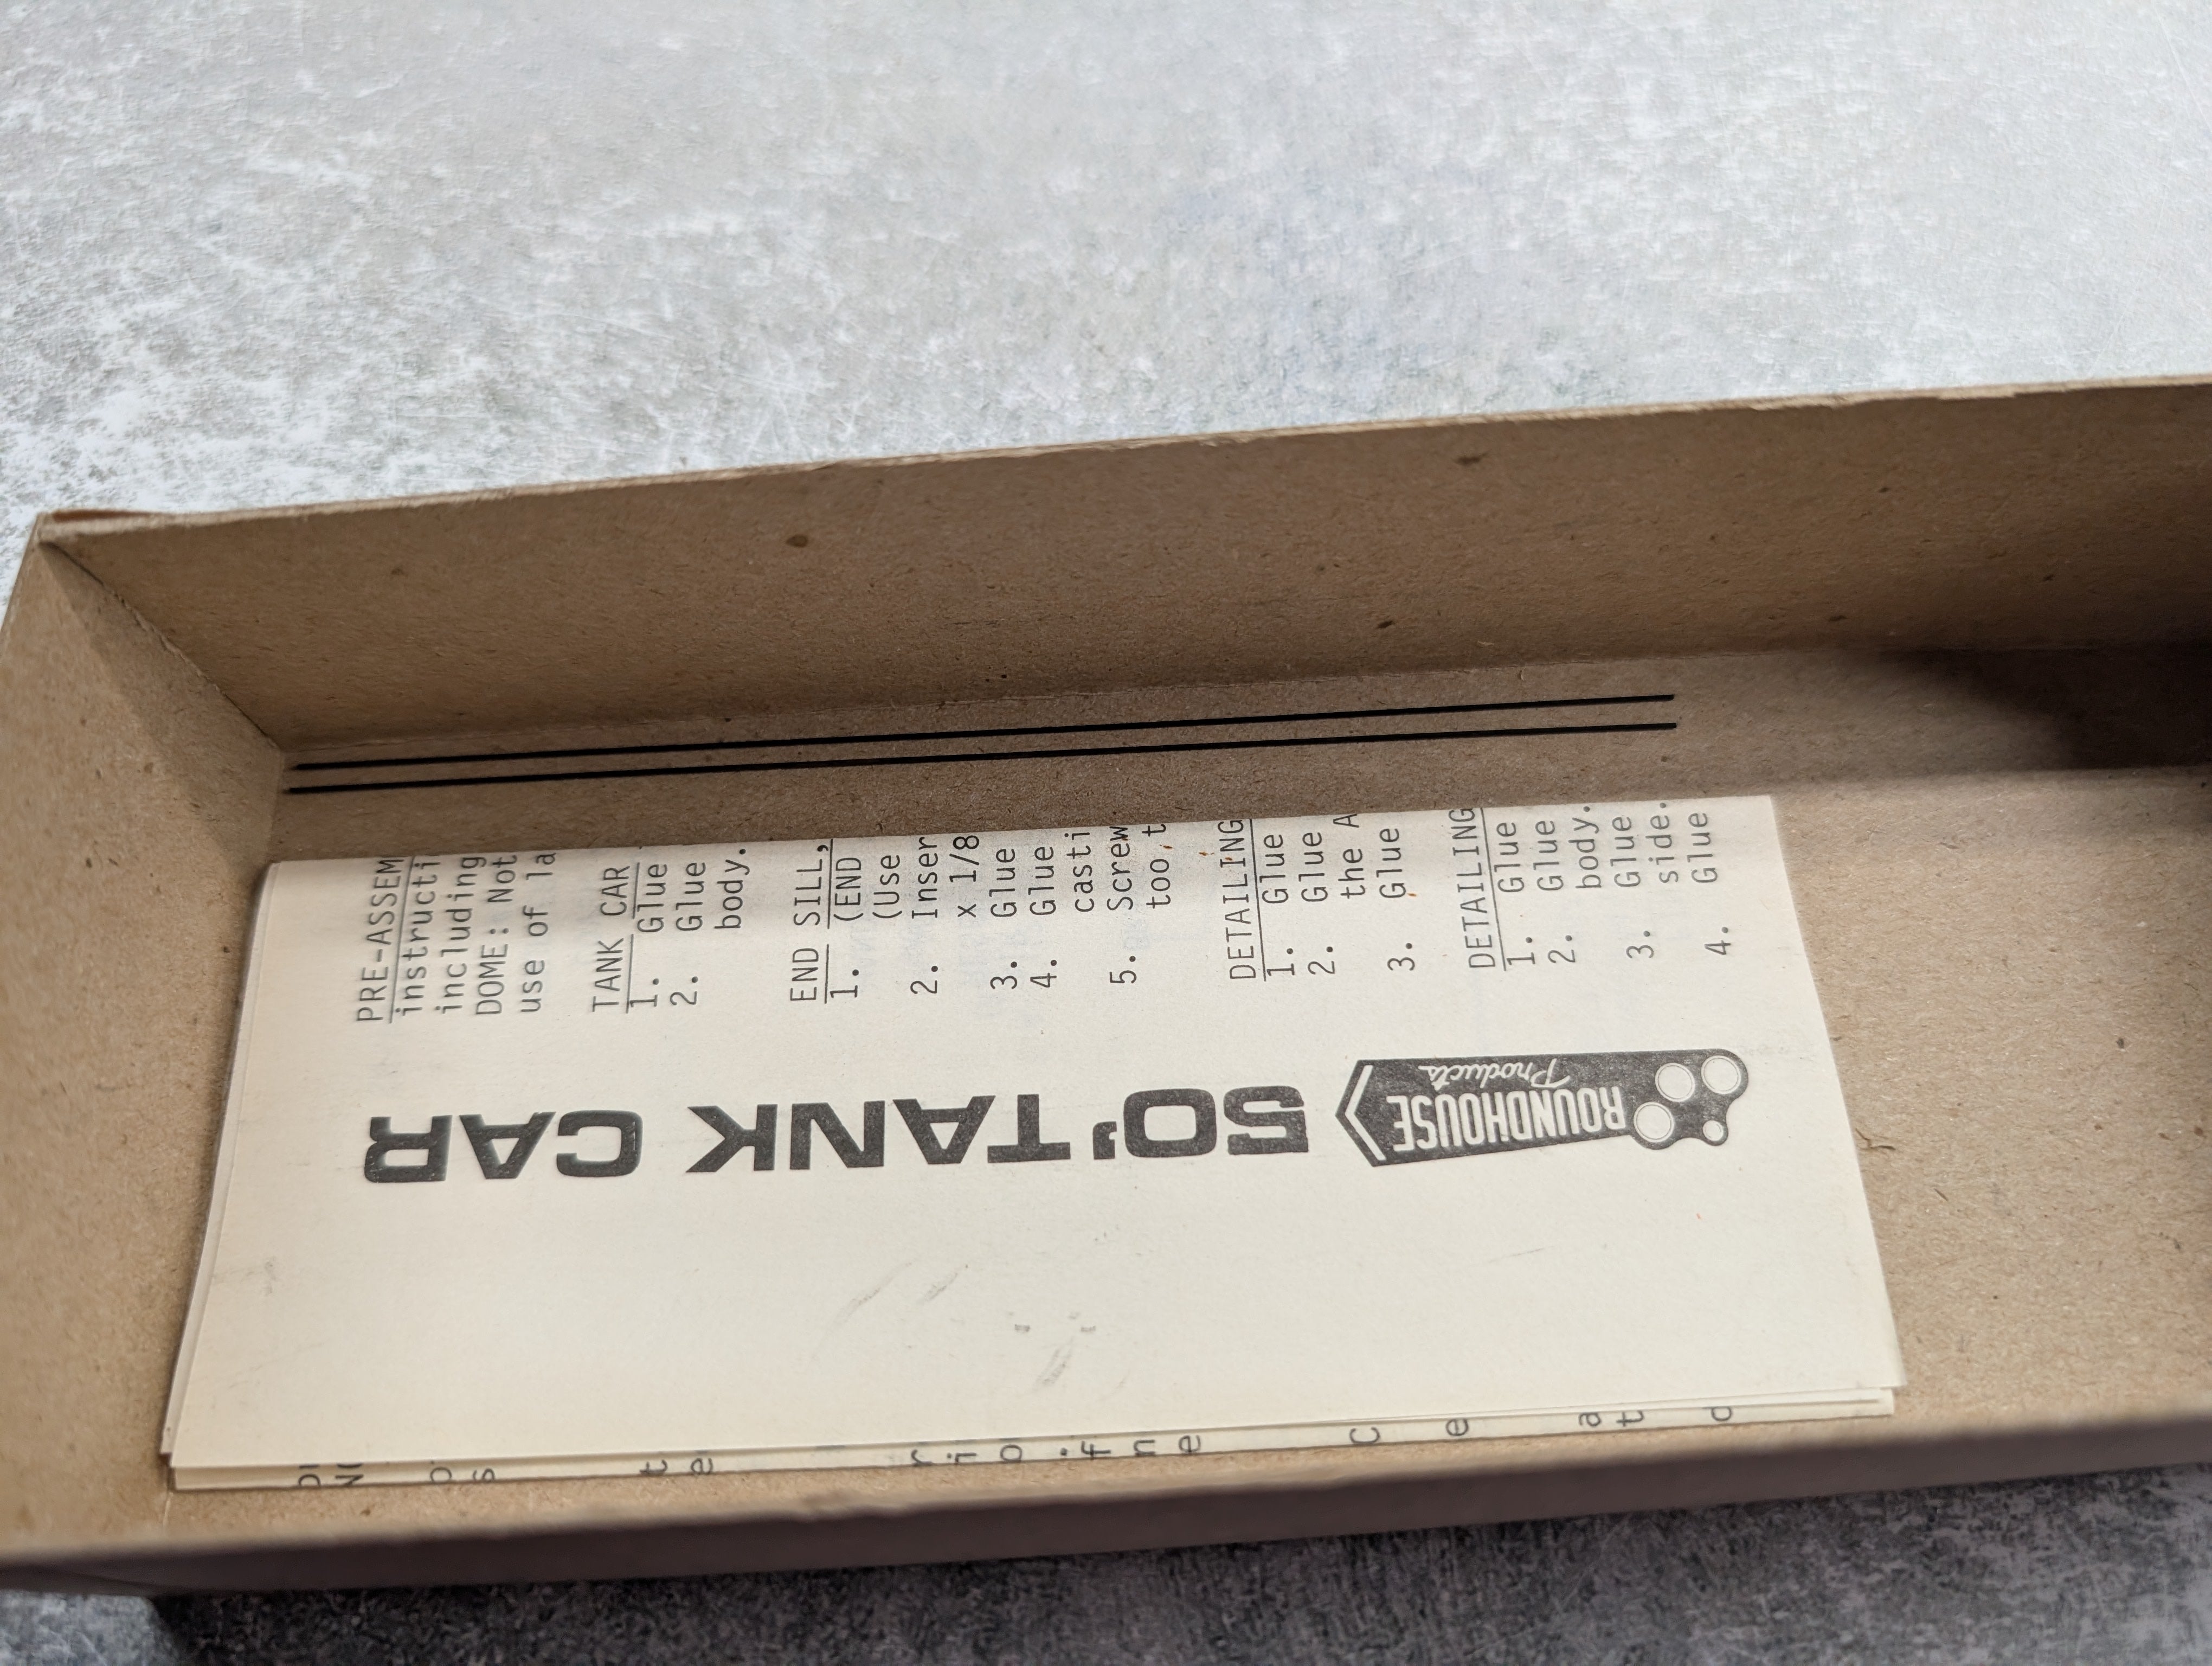 ROUNDHOUSE
Products
50' TANK CAR
PRE-ASSEM
instructi
including
DOME: Not
use of la
TANK CAR
1. Glue
2. Glue
body.
END SILL,
1. (END
(Use
2. Inser
x 1/8
3. Glue
4. Glue
casti
5. Screw
too t
DETAILING
1. Glue
2. Glue
the A
3. Glue
DETAILING
1. Glue
2. Glue
body.
3. Glue
side.
4. Glue